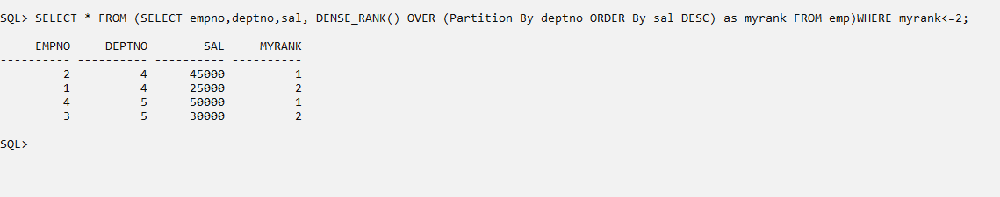 SQL> SELECT * FROM (SELECT empno,deptno,sal, DENSE_RANK() OVER (Partition By deptno ORDER By sal DESC) as myrank FROM emp)WHERE myrank<=2;
     EMPNO     DEPTNO        SAL     MYRANK
---------- ---------- ---------- ----------
         2          4      45000          1
         1          4      25000          2
         4          5      50000          1
         3          5      30000          2
SQL>